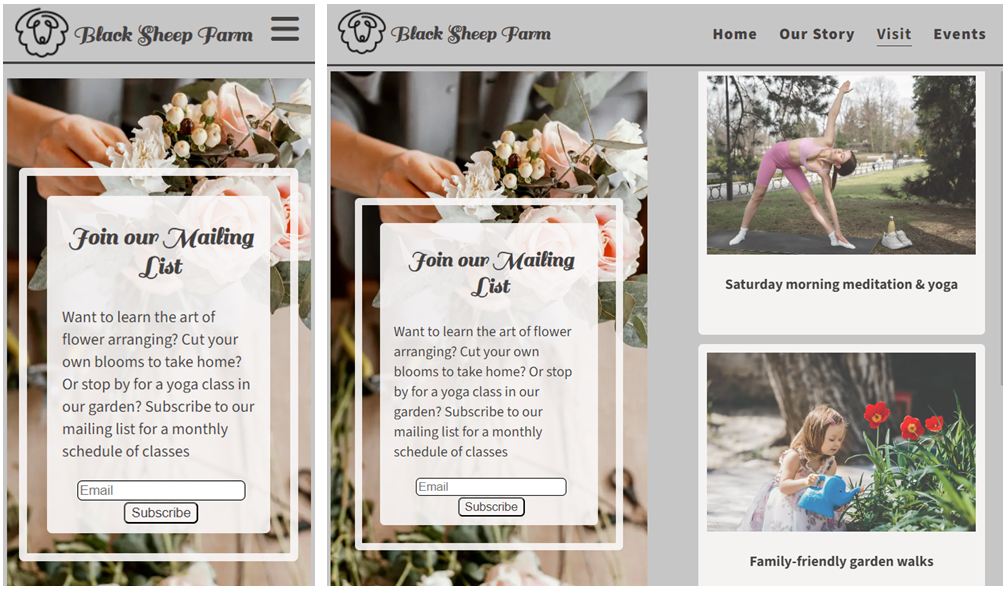 Black Sheep Farm
Join our Mailing
List
Want to learn the art of
flower arranging? Cut your
own blooms to take home?
Or stop by for a yoga class in
our garden? Subscribe to our
mailing list for a monthly
schedule of classes
Email
Subscribe
Black Sheep Farm
Home Our Story Visit Events
Join our Mailing
List
Want to learn the art of flower
arranging? Cut your own
blooms to take home? Or stop
by for a yoga class in our
garden? Subscribe to our
mailing list for a monthly
schedule of classes
Email
Subscribe
Saturday morning meditation & yoga
Family-friendly garden walks